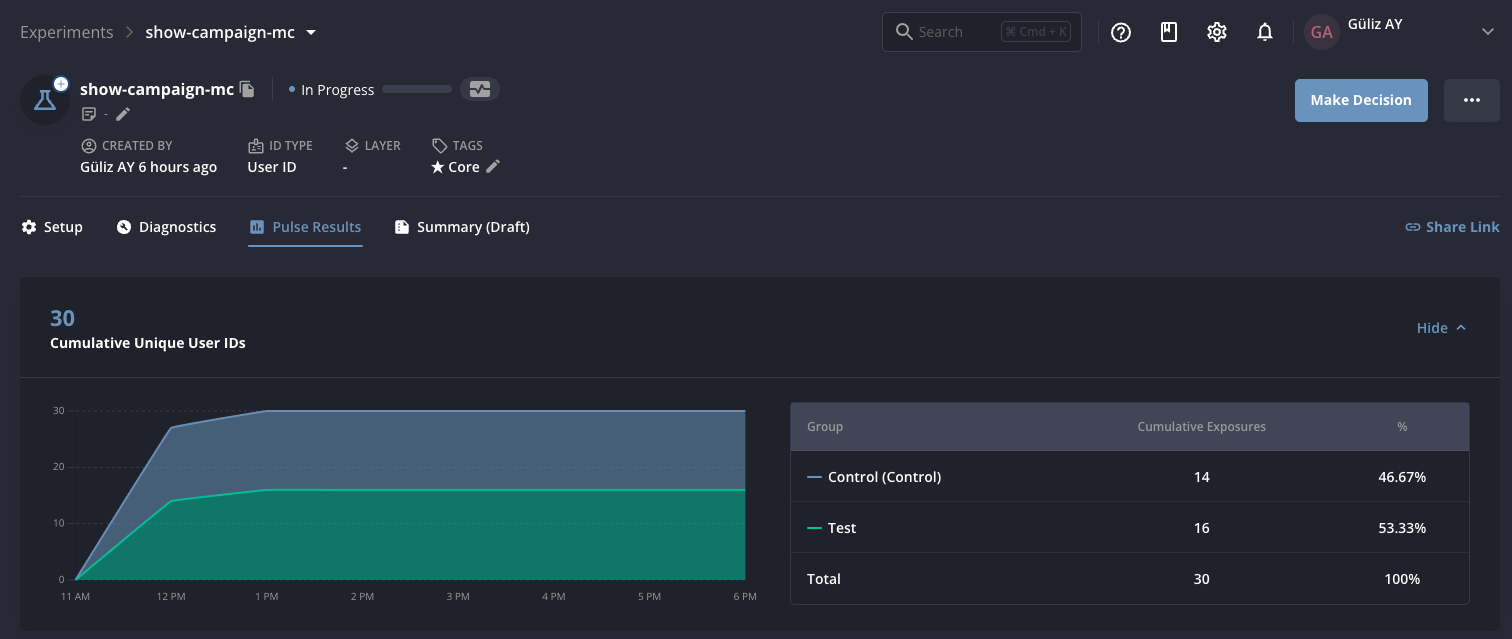 Experiments > show-campaign-mc
Search ⌘ Cmd + K
GA Güliz AY
show-campaign-mc
In Progress
-
Make Decision
CREATED BY ID TYPE LAYER TAGS
Güliz AY 6 hours ago User ID - ★ Core
Setup Diagnostics Pulse Results Summary (Draft) Share Link
30
Cumulative Unique User IDs
Hide
30
20
10
0
11 AM 12 PM 1 PM 2 PM 3 PM 4 PM 5 PM 6 PM
Group Cumulative Exposures %
Control (Control) 14 46.67%
Test 16 53.33%
Total 30 100%